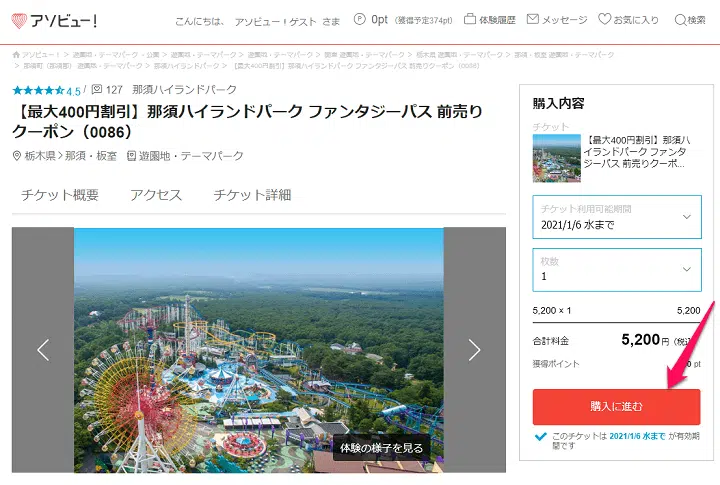 アソビュー!
こんにちは、 アソビュー!ゲスト さま
0pt (獲得予定374pt)
体験履歴
メッセージ
お気に入り
検索
アソビュー! > 遊園地・テーマパーク・公園 > 遊園地・テーマパーク > 遊園地・テーマパーク > 関東 遊園地・テーマパーク > 栃木県 遊園地・テーマパーク > 那須・板室 遊園地・テーマパーク
> 那須町(那須郡) 遊園地・テーマパーク > 那須ハイランドパーク > 【最大400円割引】那須ハイランドパーク ファンタジーパス 前売りクーポン(0086)
4.5 / 127 那須ハイランドパーク
【最大400円割引】那須ハイランドパーク ファンタジーパス 前売り
クーポン(0086)
栃木県 > 那須・板室 遊園地・テーマパーク
チケット概要 アクセス チケット詳細
体験の様子を見る
購入内容
チケット
【最大400円割引】那須ハ
イランドパーク ファンタ
ジーパス 前売りクーポ...
チケット利用可能期間
2021/1/6 水まで
枚数
1
5,200 × 1 5,200
合計料金 5,200 円 (税
獲得ポイント 0 pt
購入に進む
このチケットは 2021/1/6 水まで が有効期
間です